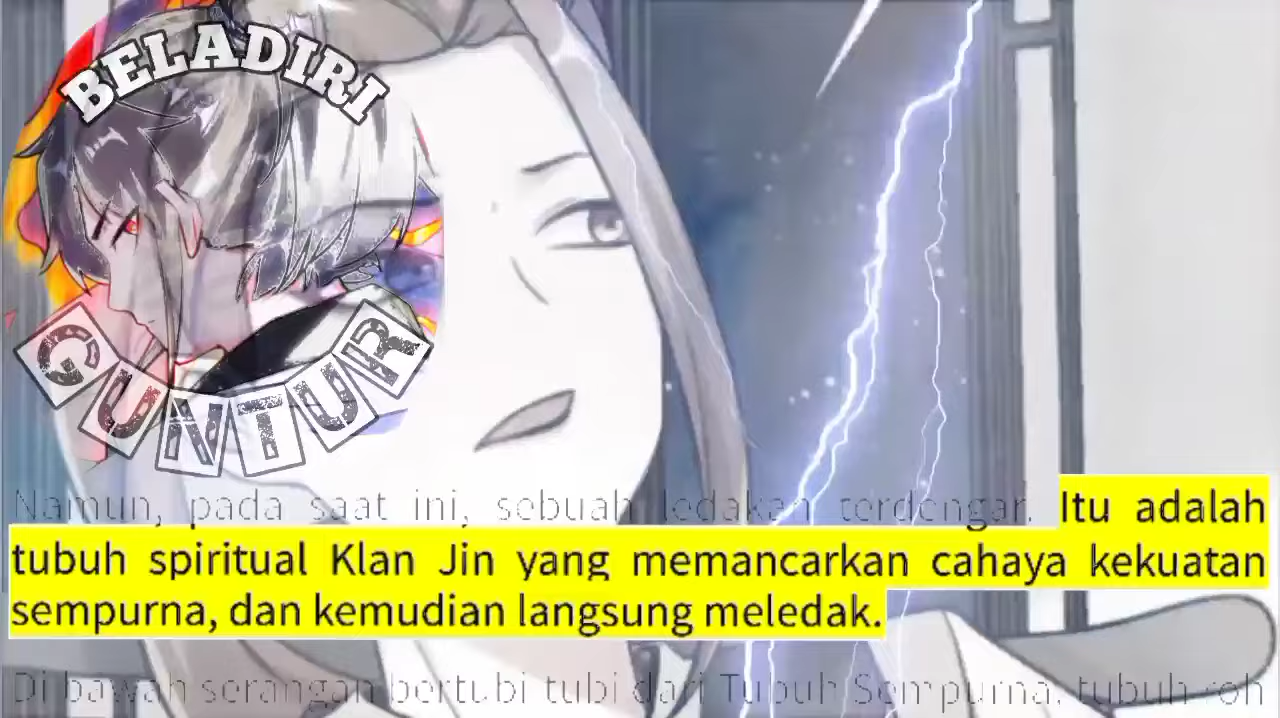 BELADIRI
GUNTUR
Namun, pada saat ini, sebuah ledakan terdengar. Itu adalah
tubuh spiritual Klan Jin yang memancarkan cahaya kekuatan
sempurna, dan kemudian langsung meledak.
Di bawah serangan bertubi tubi dari Tubuh Sempurna, tubuh roh